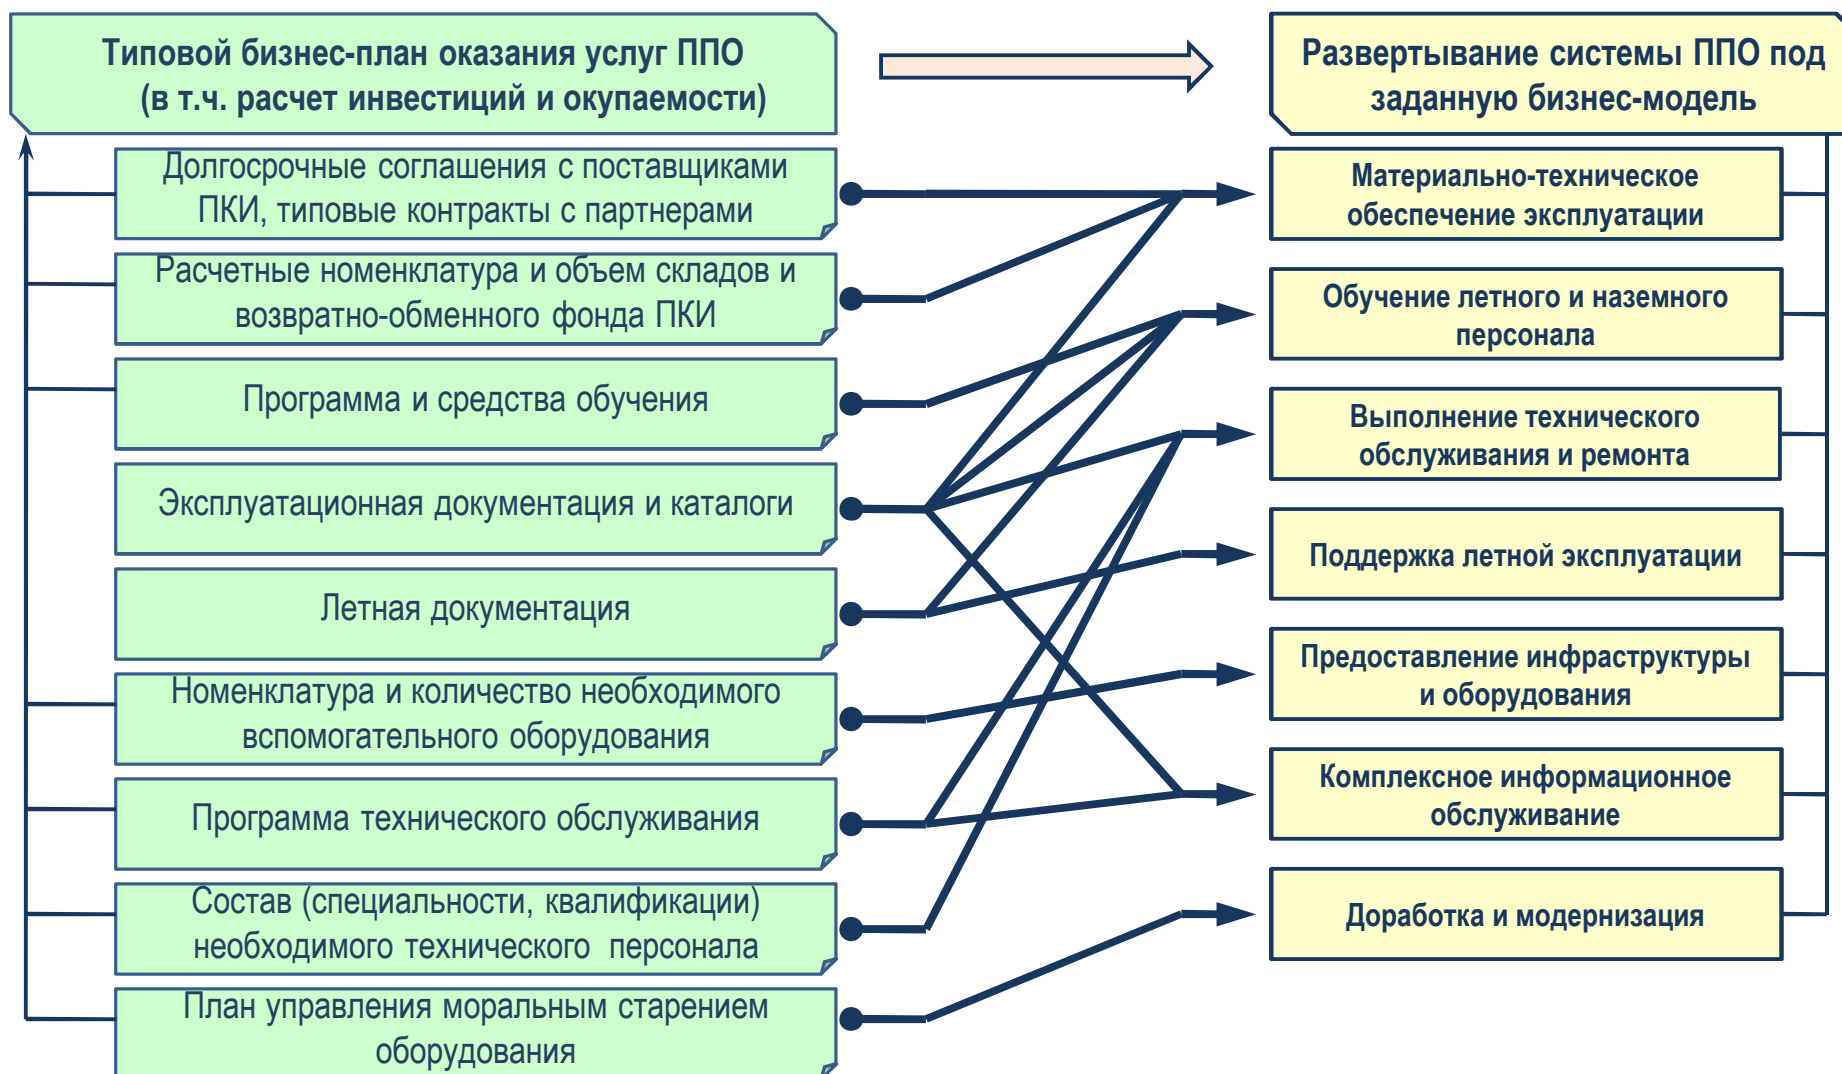 Типовой бизнес-план оказания услуг ППО
(в т.ч. расчет инвестиций и окупаемости)
Долгосрочные соглашения с поставщиками
ПКИ, типовые контракты с партнерами
Расчетные номенклатура и объем складов и
возвратно-обменного фонда ПКИ
Программа и средства обучения
Эксплуатационная документация и каталоги
Летная документация
Номенклатура и количество необходимого
вспомогательного оборудования
Программа технического обслуживания
Состав (специальности, квалификации)
необходимого технического персонала
План управления моральным старением
оборудования
Развертывание системы ППО под
заданную бизнес-модель
Материально-техническое
обеспечение эксплуатации
Обучение летного и наземного
персонала
Выполнение технического
обслуживания и ремонта
Поддержка летной эксплуатации
Предоставление инфраструктуры
и оборудования
Комплексное информационное
обслуживание
Доработка и модернизация